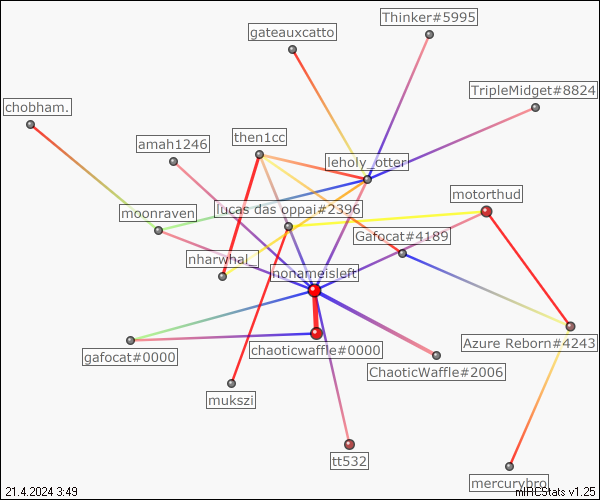 Thinker#5995
gateauxcatto
TripleMidget#8824
chobham.
then1cc
amah1246
leholy_otter
motorthud
moonraven
lucas das oppai#2396
Gafocat#4189
nharwhal_
nonameisleft
Azure Reborn#4243
chaoticwaffle#0000
gafocat#0000
ChaoticWaffle#2006
mukszi
tt532
mercurybro
21.4.2024 3:49
mIRCStats v1.25